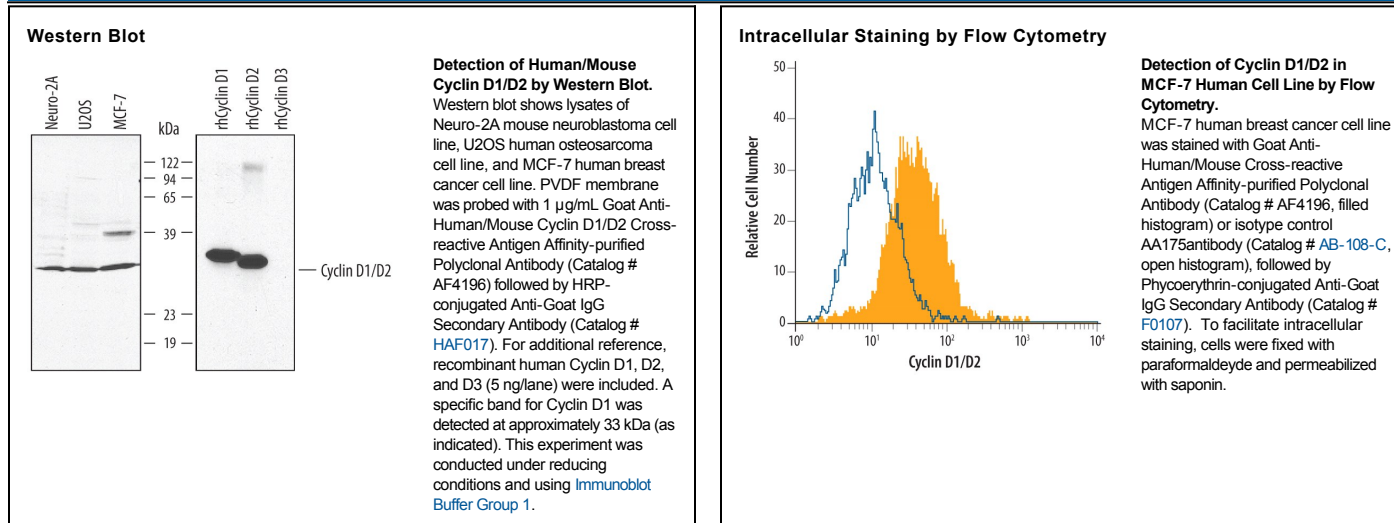 Western Blot
Neuro-2A
U2OS
MCF-7
kDa
rhCyclin D1
rhCyclin D2
rhCyclin D3
122
94
65
39
23
19
Cyclin D1/D2
Detection of Human/Mouse
Cyclin D1/D2 by Western Blot.
Western blot shows lysates of
Neuro-2A mouse neuroblastoma cell
line, U2OS human osteosarcoma
cell line, and MCF-7 human breast
cancer cell line. PVDF membrane
was probed with 1 µg/mL Goat Anti-
Human/Mouse Cyclin D1/D2 Cross-
reactive Antigen Affinity-purified
Polyclonal Antibody (Catalog #
AF4196) followed by HRP-
conjugated Anti-Goat IgG
Secondary Antibody (Catalog #
HAF017). For additional reference,
recombinant human Cyclin D1, D2,
and D3 (5 ng/lane) were included. A
specific band for Cyclin D1 was
detected at approximately 33 kDa (as
indicated). This experiment was
conducted under reducing
conditions and using Immunoblot
Buffer Group 1.
Intracellular Staining by Flow Cytometry
Relative Cell Number
50
40
30
20
10
0
10⁰ 10¹ 10² 10³ 10⁴
Cyclin D1/D2
Detection of Cyclin D1/D2 in
MCF-7 Human Cell Line by Flow
Cytometry.
MCF-7 human breast cancer cell line
was stained with Goat Anti-
Human/Mouse Cross-reactive
Antigen Affinity-purified Polyclonal
Antibody (Catalog # AF4196, filled
histogram) or isotype control
AA175antibody (Catalog # AB-108-C,
open histogram), followed by
Phycoerythrin-conjugated Anti-Goat
IgG Secondary Antibody (Catalog #
F0107). To facilitate intracellular
staining, cells were fixed with
paraformaldeyde and permeabilized
with saponin.